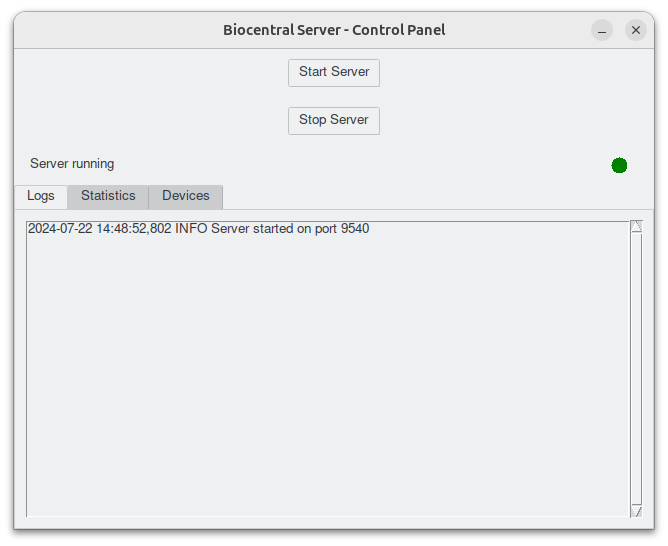 Biocentral Server - Control Panel
Start Server
Stop Server
Server running
Logs Statistics Devices
2024-07-22 14:48:52,802 INFO Server started on port 9540